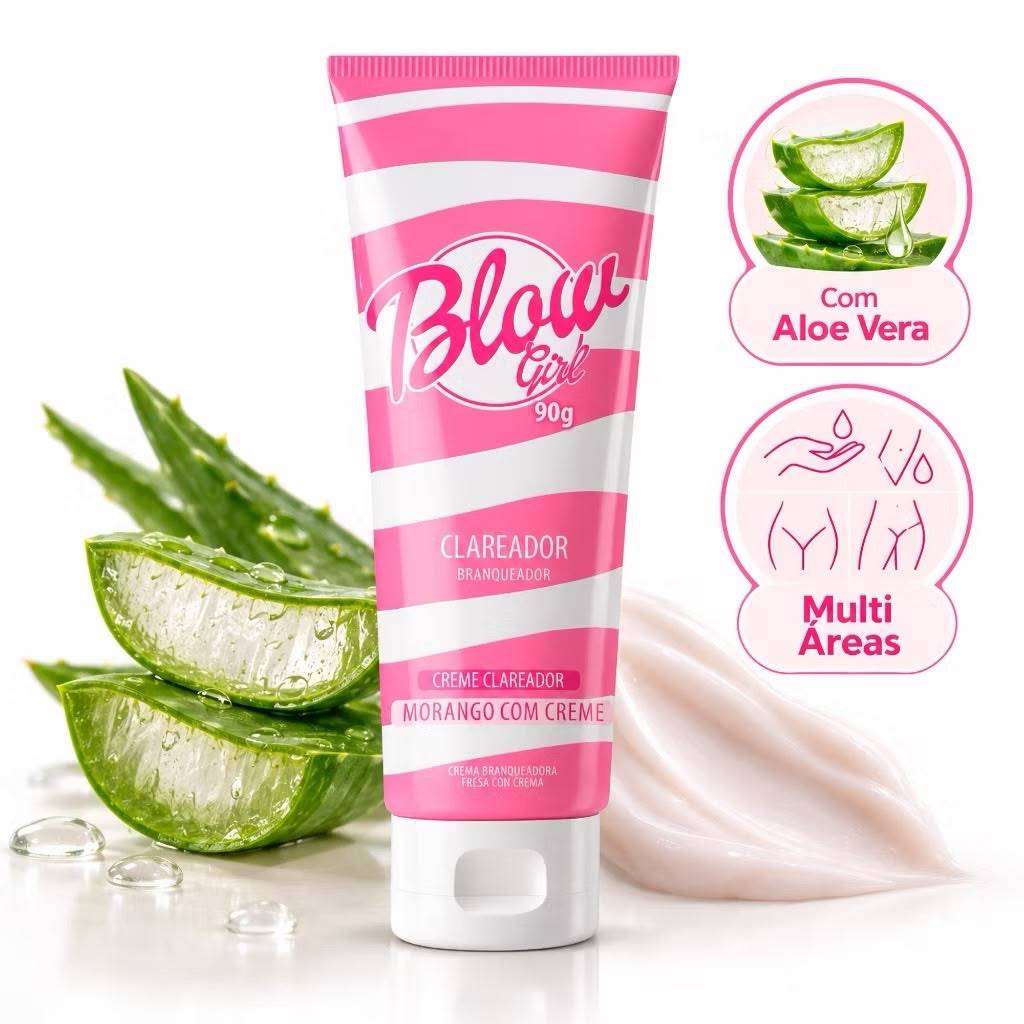 Blow
Girl
90g
CLAREADOR
BRANQUEADOR
CREME CLAREADOR
MORANGO COM CREME
CREMA BRANQUEADORA
FRESA CON CREMA
Com
Aloe Vera
Multi
Áreas